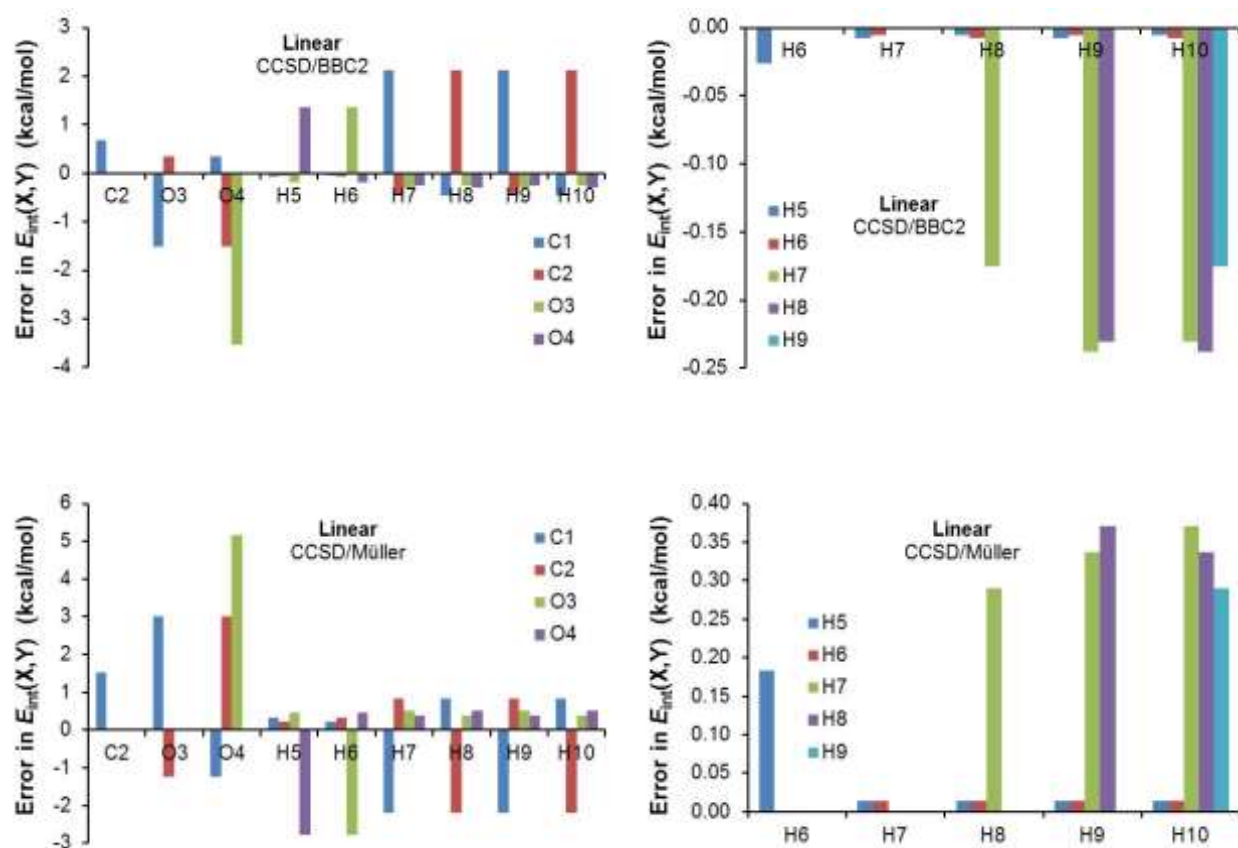 Error in Eint(X,Y) (kcal/mol)
3
2
1
0
-1
-2
-3
-4
Linear
CCSD/BBC2
C2 O3 O4 H5 H6 H7 H8 H9 H10
C1
C2
O3
O4
Error in Eint(X,Y) (kcal/mol)
0.00
-0.05
-0.10
-0.15
-0.20
-0.25
H6 H7 H8 H9 H10
Linear
CCSD/BBC2
H5
H6
H7
H8
H9
Error in Eint(X,Y) (kcal/mol)
6
5
4
3
2
1
0
-1
-2
-3
Linear
CCSD/Müller
C1
C2
O3
O4
C2 O3 O4 H5 H6 H7 H8 H9 H10
Error in Eint(X,Y) (kcal/mol)
0.40
0.35
0.30
0.25
0.20
0.15
0.10
0.05
0.00
Linear
CCSD/Müller
H5
H6
H7
H8
H9
H6 H7 H8 H9 H10